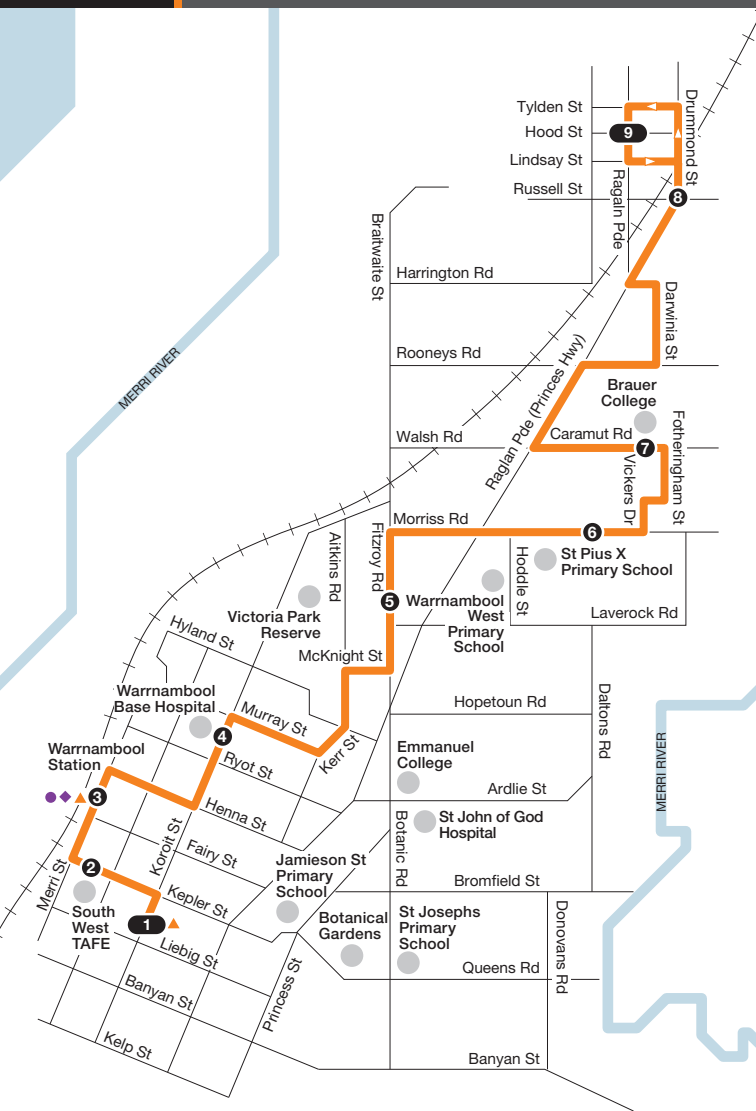 Tylden St
Hood St
9
Lindsay St
Drummond St
Russell St
Ragaln Pde
8
Braitwaite St
Harrington Rd
Darwinia St
MERRI RIVER
Rooneys Rd
Raglan Pde (Princes Hwy)
Brauer
College
Walsh Rd
Caramut Rd
7
Fotheringham St
Vickers Dr
Morriss Rd
6
Aitkins Rd
Fitzroy Rd
Hoddle St
St Pius X
Primary School
5
Warrnambool
West
Primary
School
Laverock Rd
Victoria Park
Reserve
Hyland St
McKnight St
Warrnambool
Base Hospital
Murray St
4
Hopetoun Rd
Daltons Rd
Kerr St
Warrnambool
Station
Ryot St
Emmanuel
College
MERRI RIVER
3
Ardlie St
Henna St
Koroit St
Botanic Rd
St John of God
Hospital
Fairy St
Jamieson St
Primary
School
Merri St
2
Kepler St
Bromfield St
South
West
TAFE
1
Botanical
Gardens
St Josephs
Primary
School
Donovans Rd
Liebig St
Princess St
Queens Rd
Banyan St
Kelp St
Banyan St